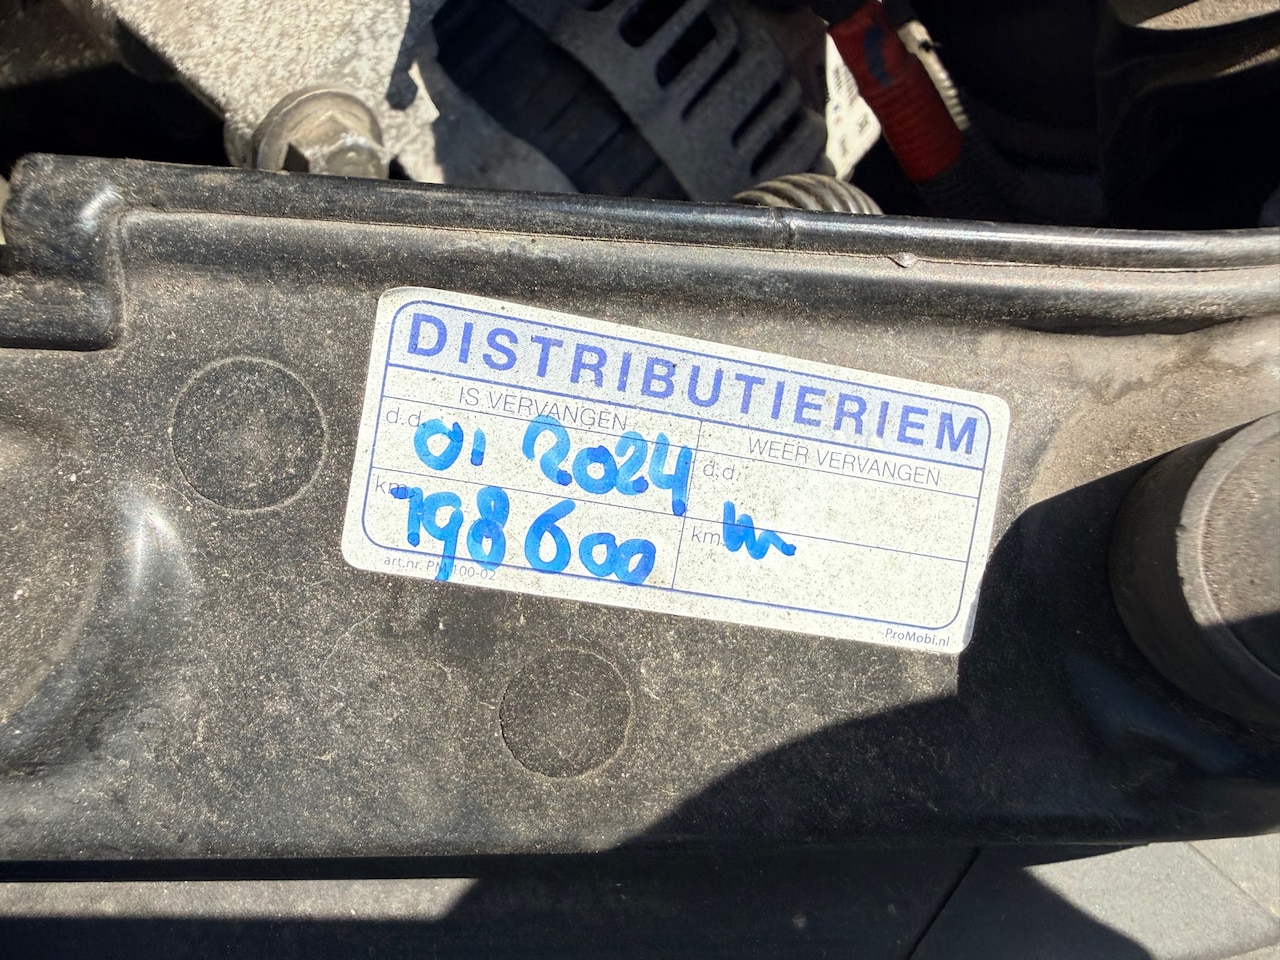 DISTRIBUTIERIEM
IS VERVANGEN
WEER VERVANGEN
d.d. 01 2024
d.d.
km. 198600
km.
art.nr. PM 100-02
ProMobi.nl